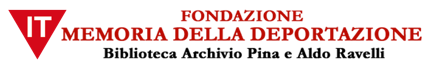 IT
FONDAZIONE
MEMORIA DELLA DEPORTAZIONE
Biblioteca Archivio Pina e Aldo Ravelli